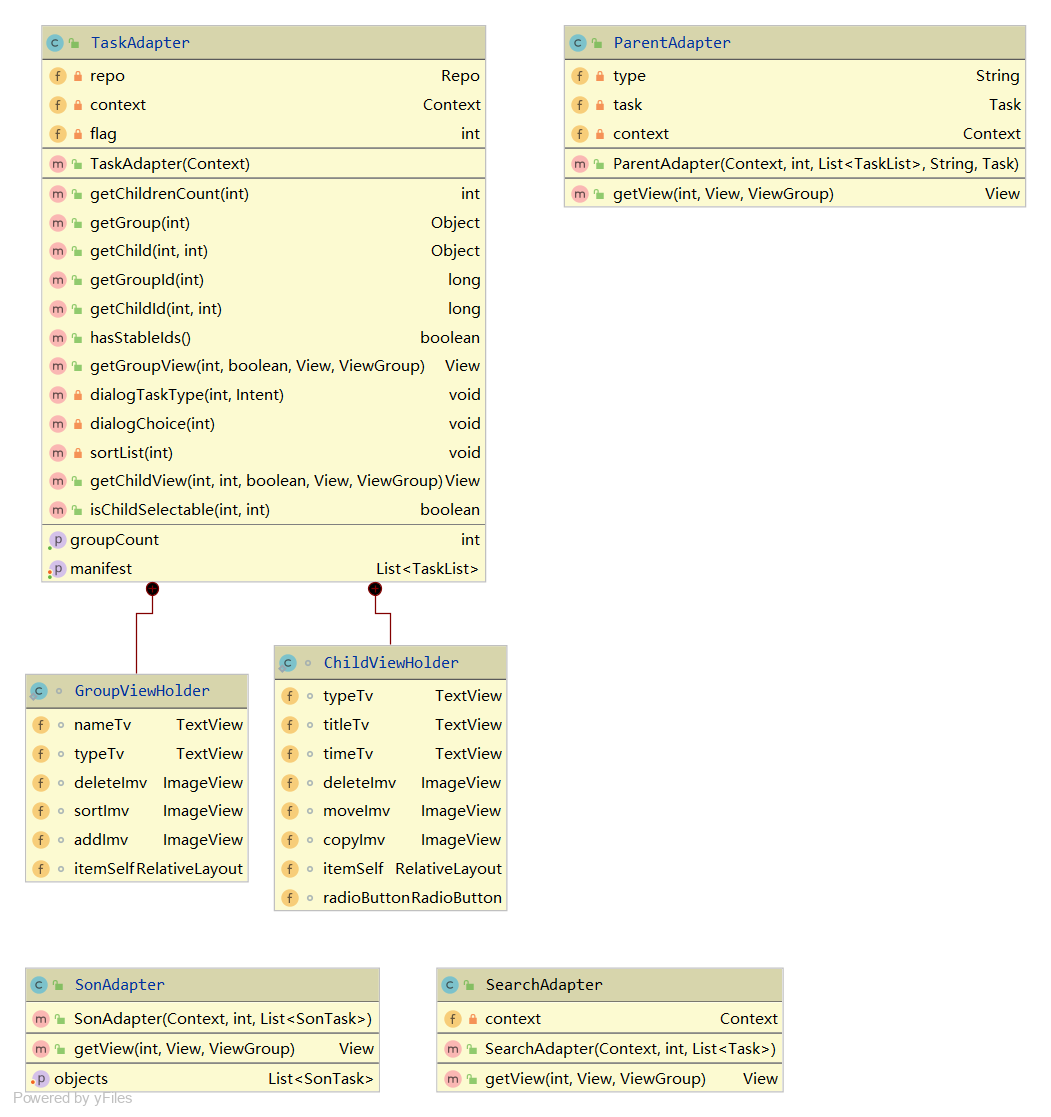 TaskAdapter
repo Repo
context Context
flag int
TaskAdapter(Context)
getChildrenCount(int) int
getGroup(int) Object
getChild(int, int) Object
getGroupId(int) long
getChildId(int, int) long
hasStableIds() boolean
getGroupView(int, boolean, View, ViewGroup) View
dialogTaskType(int, Intent) void
dialogChoice(int) void
sortList(int) void
getChildView(int, int, boolean, View, ViewGroup) View
isChildSelectable(int, int) boolean
groupCount int
manifest List<TaskList>
ParentAdapter
type String
task Task
context Context
ParentAdapter(Context, int, List<TaskList>, String, Task)
getView(int, View, ViewGroup) View
GroupViewHolder
nameTv TextView
typeTv TextView
deleteImv ImageView
sortImv ImageView
addImv ImageView
itemSelf RelativeLayout
ChildViewHolder
typeTv TextView
titleTv TextView
timeTv TextView
deleteImv ImageView
moveImv ImageView
copyImv ImageView
itemSelf RelativeLayout
radioButton RadioButton
SonAdapter
SonAdapter(Context, int, List<SonTask>)
getView(int, View, ViewGroup) View
objects List<SonTask>
SearchAdapter
context Context
SearchAdapter(Context, int, List<Task>)
getView(int, View, ViewGroup) View
Powered by yFiles